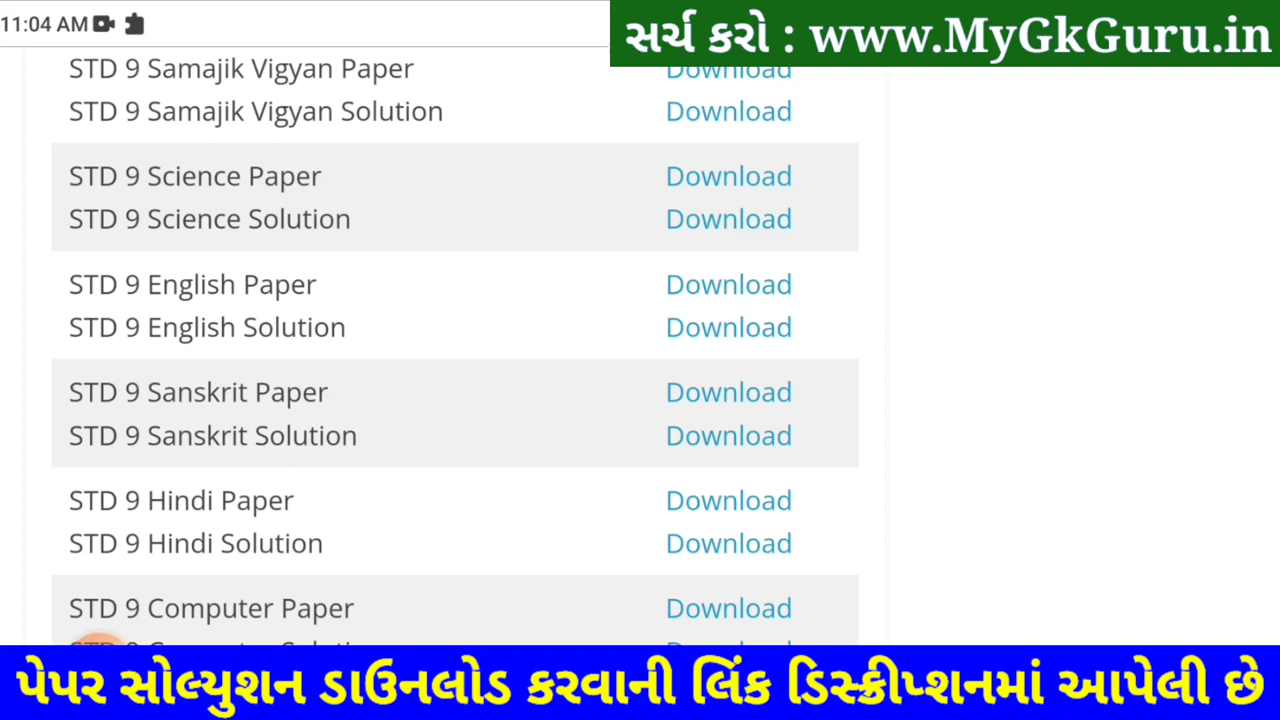 11:04 AM
સર્ચ કરો : www.MyGkGuru.in
STD 9 Samajik Vigyan Paper Download
STD 9 Samajik Vigyan Solution Download
STD 9 Science Paper Download
STD 9 Science Solution Download
STD 9 English Paper Download
STD 9 English Solution Download
STD 9 Sanskrit Paper Download
STD 9 Sanskrit Solution Download
STD 9 Hindi Paper Download
STD 9 Hindi Solution Download
STD 9 Computer Paper Download
પેપર સોલ્યુશન ડાઉનલોડ કરવાની લિંક ડિસ્ક્રીપ્શનમાં આપેલી છે